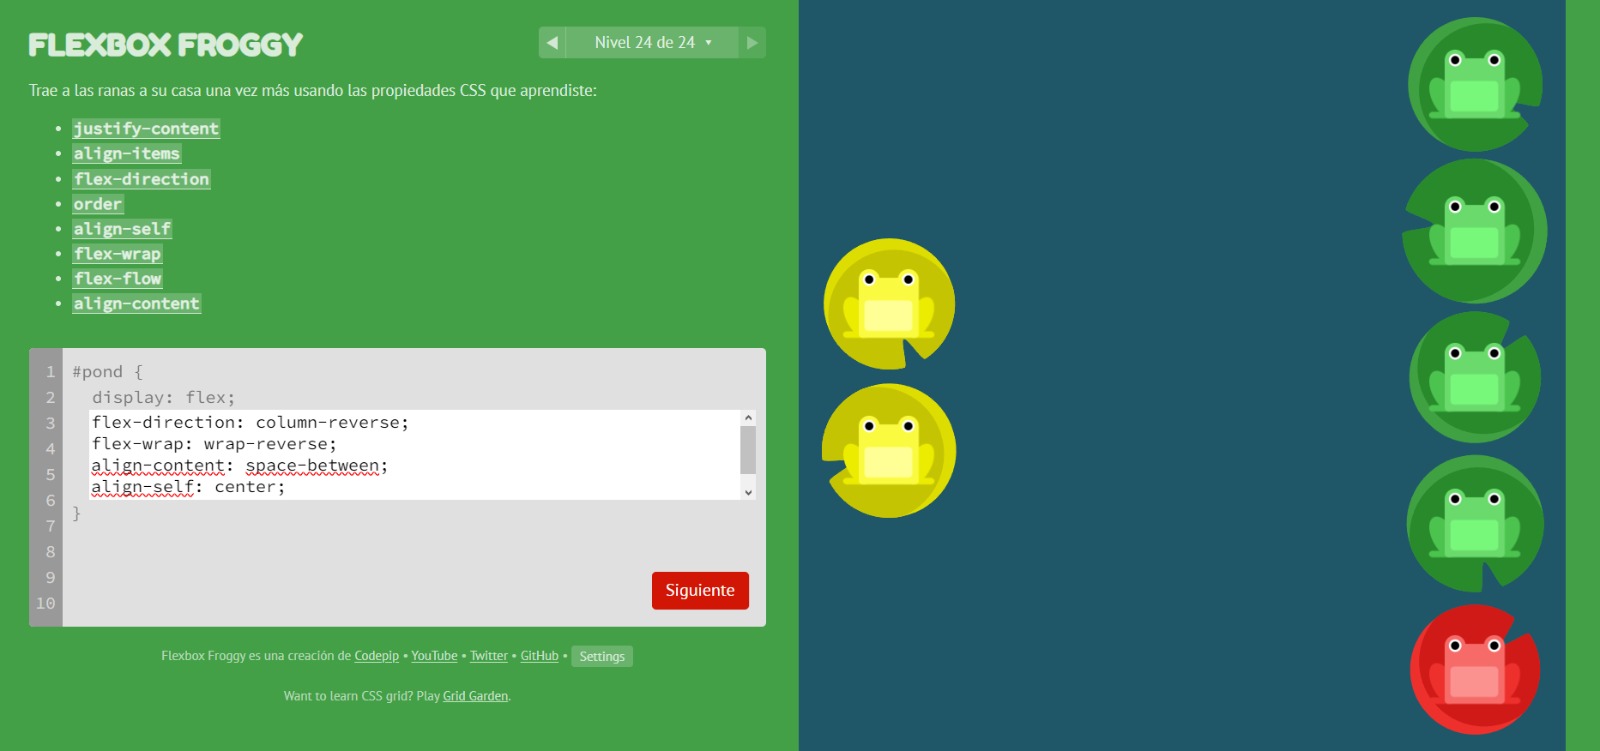 FLEXBOX FROGGY
◀ Nivel 24 de 24 ▾ ▶
Trae a las ranas a su casa una vez más usando las propiedades CSS que aprendiste:
• justify-content
• align-items
• flex-direction
• order
• align-self
• flex-wrap
• flex-flow
• align-content
1 #pond {
2 display: flex;
3 flex-direction: column-reverse;
4 flex-wrap: wrap-reverse;
5 align-content: space-between;
6 align-self: center;
7 }
8
9
10
Siguiente
Flexbox Froggy es una creación de Codepip • YouTube • Twitter • GitHub • Settings
Want to learn CSS grid? Play Grid Garden.